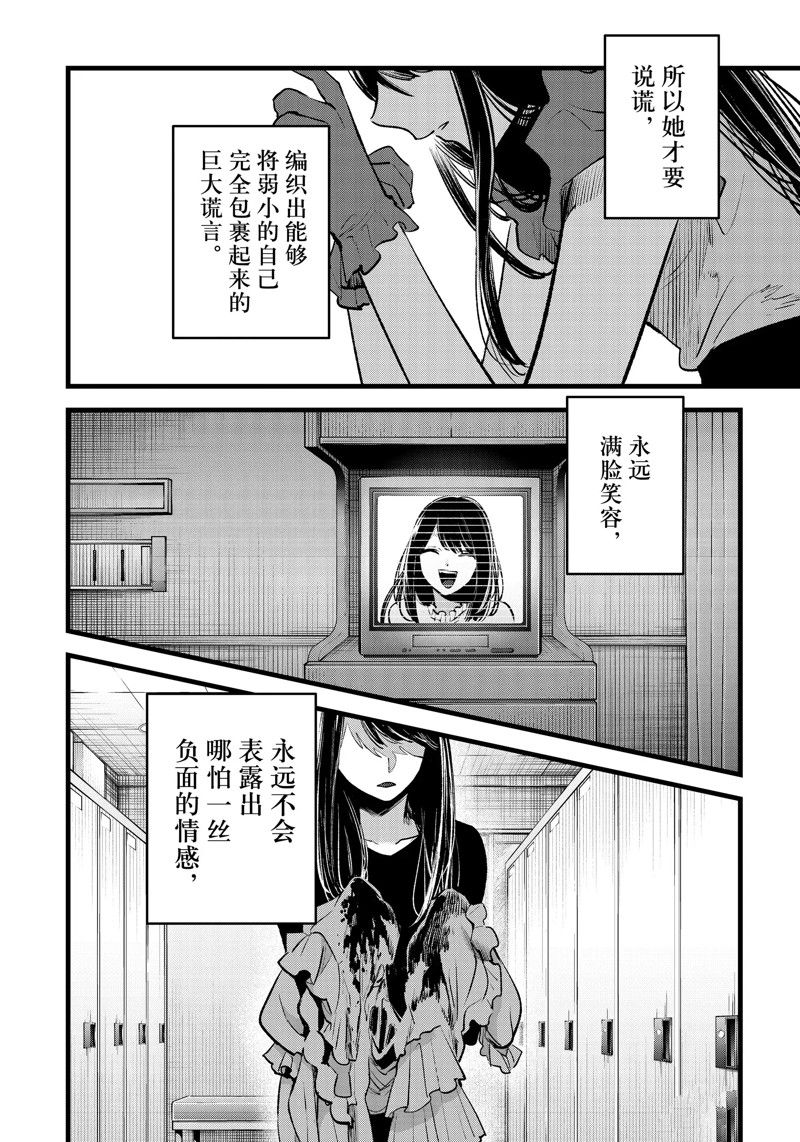 所以她才要
说谎，
编织出能够
将弱小的自己
完全包裹起来的
巨大谎言。
永远
满脸笑容，
永远不会
表露出
哪怕一丝
负面的情感，